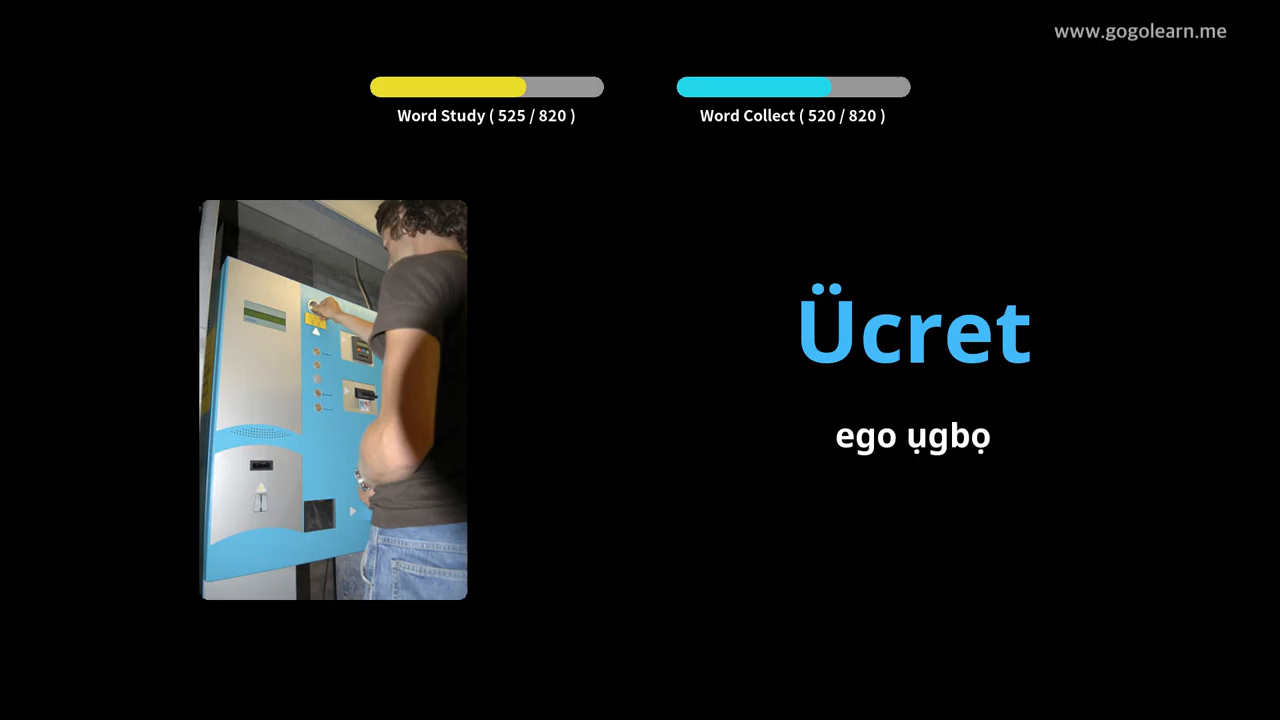 www.gogolearn.me
Word Study ( 525 / 820 )
Word Collect ( 520 / 820 )
Ücret
ego ụgbọ